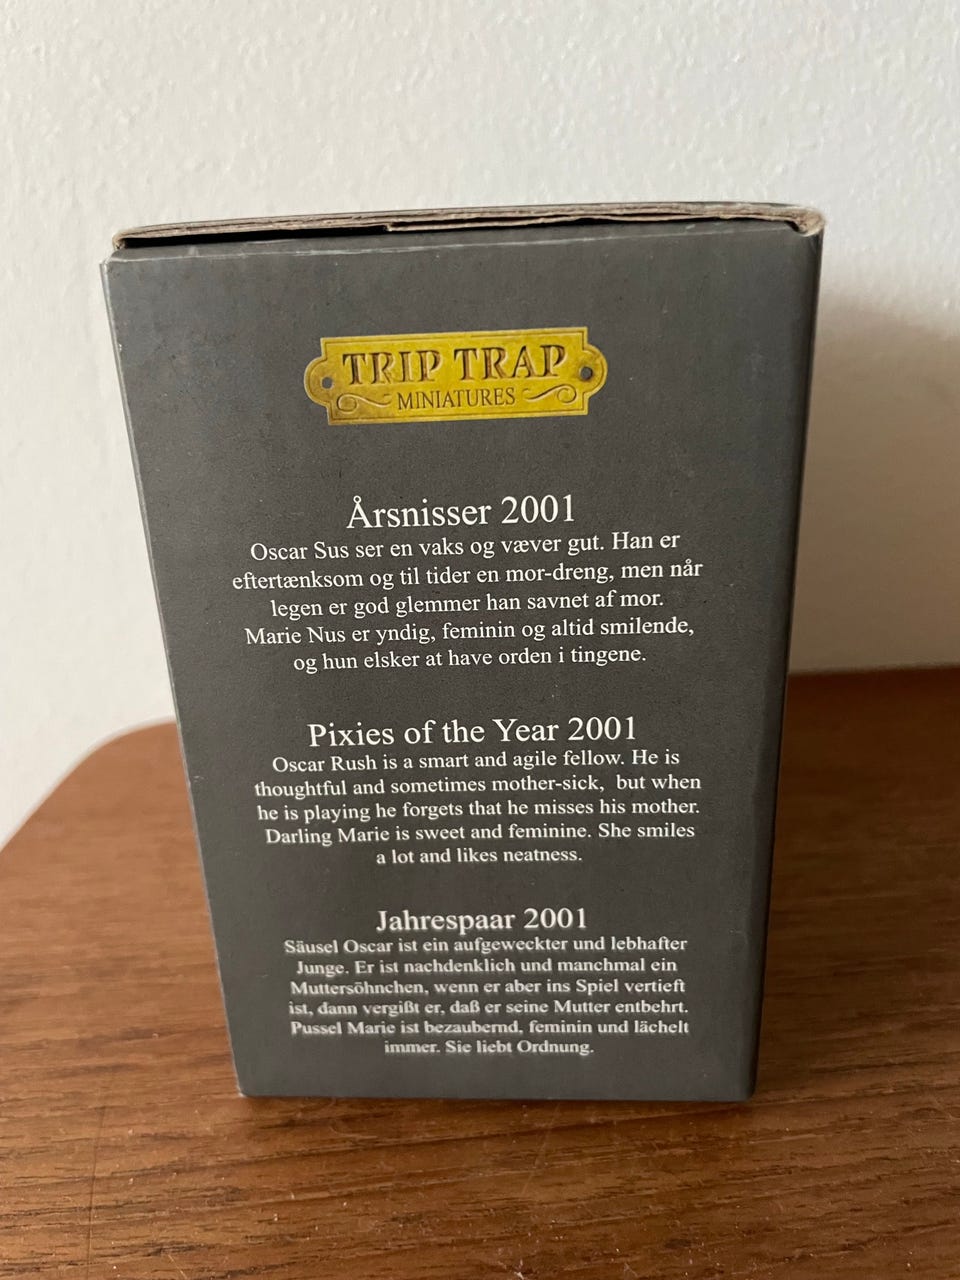 TRIP TRAP
MINIATURES
Årsnisser 2001
Oscar Sus ser en vaks og væver gut. Han er
eftertænksom og til tider en mor-dreng, men når
legen er god glemmer han savnet af mor.
Marie Nus er yndig, feminin og altid smilende,
og hun elsker at have orden i tingene.
Pixies of the Year 2001
Oscar Rush is a smart and agile fellow. He is
thoughtful and sometimes mother-sick, but when
he is playing he forgets that he misses his mother.
Darling Marie is sweet and feminine. She smiles
a lot and likes neatness.
Jahrespaar 2001
Säusel Oscar ist ein aufgeweckter und lebhafter
Junge. Er ist nachdenklich und manchmal ein
Muttersöhnchen, wenn er aber ins Spiel vertieft
ist, dann vergißt er, daß er seine Mutter entbehrt.
Pussel Marie ist bezaubernd, feminin und lächelt
immer. Sie liebt Ordnung.